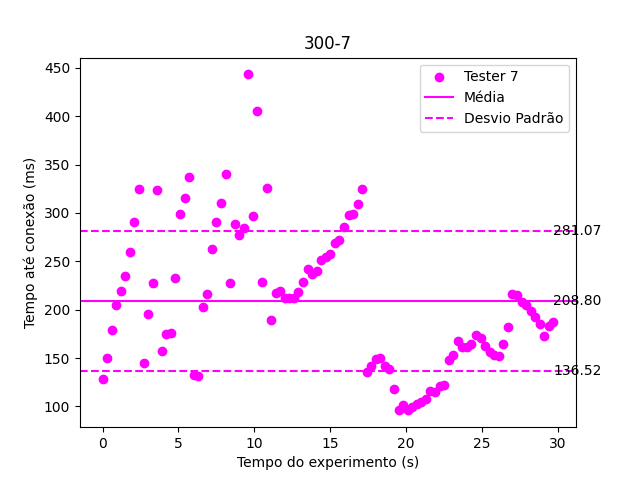 300-7
Tempo até conexão (ms)
450
400
350
300
250
200
150
100
Tester 7
Média
Desvio Padrão
281.07
208.80
136.52
0 5 10 15 20 25 30
Tempo do experimento (s)